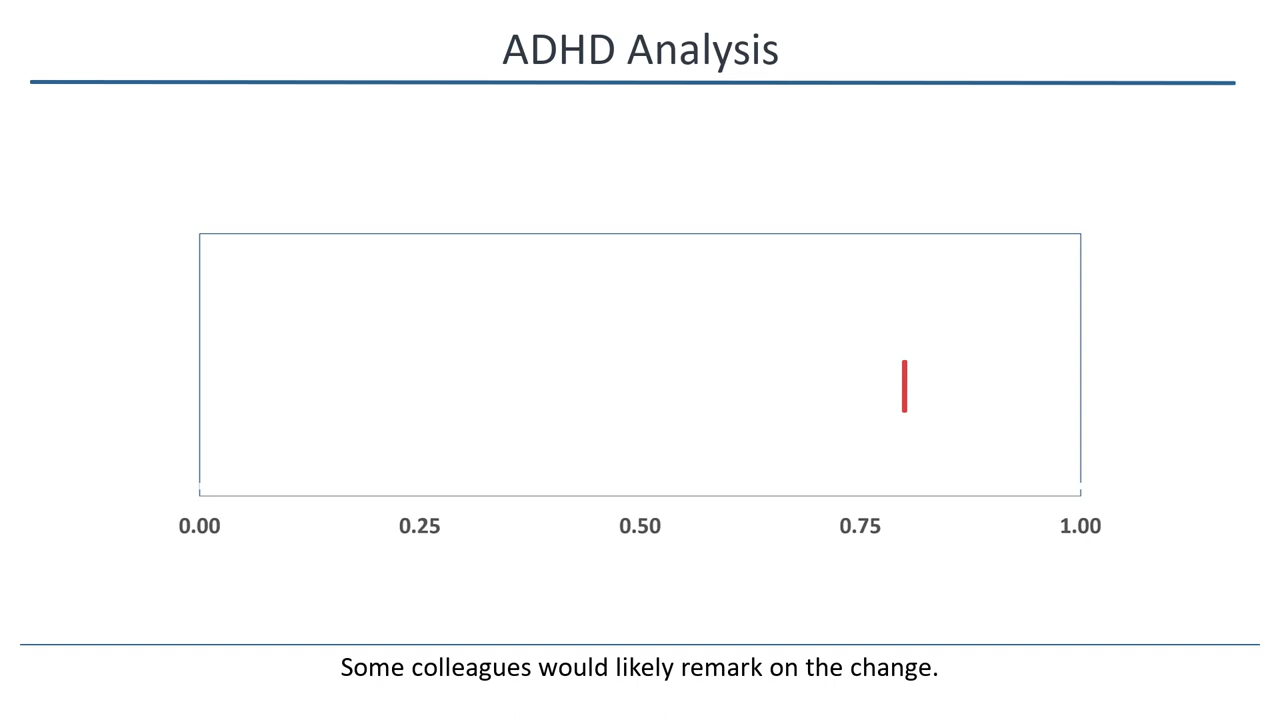 ADHD Analysis
0.00 0.25 0.50 0.75 1.00
Some colleagues would likely remark on the change.